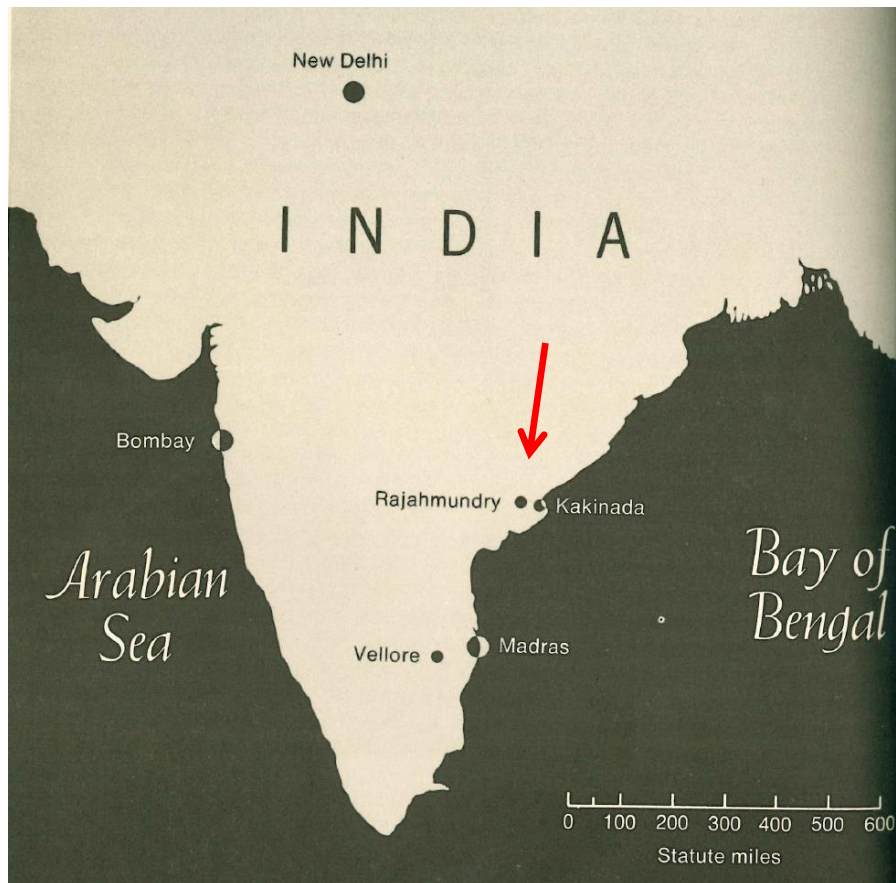 New Delhi
INDIA
Bombay
Rajahmundry
Kakinada
Arabian
Sea
Bay of
Bengal
Vellore
Madras
0 100 200 300 400 500 600
Statute miles